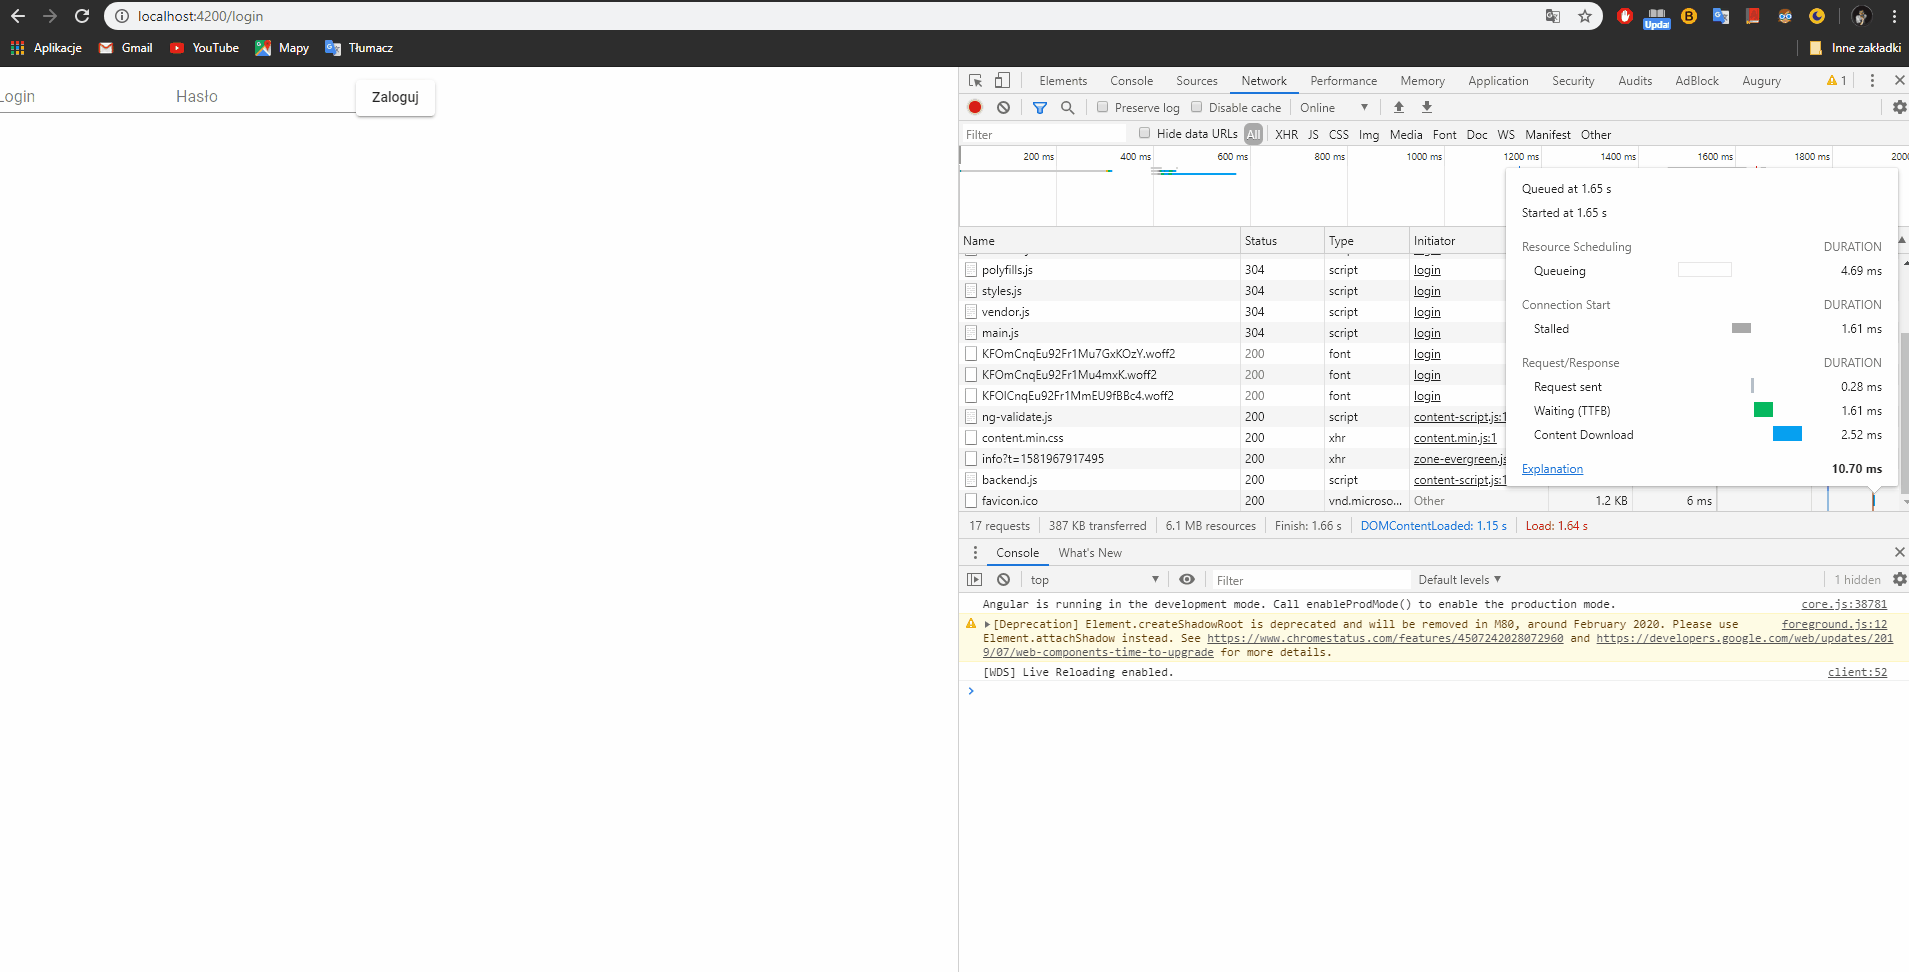 localhost:4200/login
Updat
Aplikacje Gmail YouTube Mapy Tłumacz Inne zakładki
Login Hasło Zaloguj
Elements Console Sources Network Performance Memory Application Security Audits AdBlock Augury 1
Preserve log Disable cache Online
Filter Hide data URLs All XHR JS CSS Img Media Font Doc WS Manifest Other
200 ms 400 ms 600 ms 800 ms 1000 ms 1200 ms 1400 ms 1600 ms 1800 ms 2000
Name Status Type Initiator
polyfills.js 304 script login
styles.js 304 script login
vendor.js 304 script login
main.js 304 script login
KFOmCnqEu92Fr1Mu7GxKOzY.woff2 200 font login
KFOmCnqEu92Fr1Mu4mxK.woff2 200 font login
KFOlCnqEu92Fr1MmEU9fBBc4.woff2 200 font login
ng-validate.js 200 script content-script.js:1
content.min.css 200 xhr content.min.js:1
info?t=1581967917495 200 xhr zone-evergreen.js
backend.js 200 script content-script.js:1
favicon.ico 200 vnd.microso... Other 1.2 KB 6 ms
Queued at 1.65 s
Started at 1.65 s
Resource Scheduling DURATION
Queueing 4.69 ms
Connection Start DURATION
Stalled 1.61 ms
Request/Response DURATION
Request sent 0.28 ms
Waiting (TTFB) 1.61 ms
Content Download 2.52 ms
Explanation 10.70 ms
17 requests 387 KB transferred 6.1 MB resources Finish: 1.66 s DOMContentLoaded: 1.15 s Load: 1.64 s
Console What's New
top Filter Default levels 1 hidden
Angular is running in the development mode. Call enableProdMode() to enable the production mode. core.js:38781
[Deprecation] Element.createShadowRoot is deprecated and will be removed in M80, around February 2020. Please use foreground.js:12
Element.attachShadow instead. See https://www.chromestatus.com/features/4507242028072960 and https://developers.google.com/web/updates/201
9/07/web-components-time-to-upgrade for more details.
[WDS] Live Reloading enabled. client:52